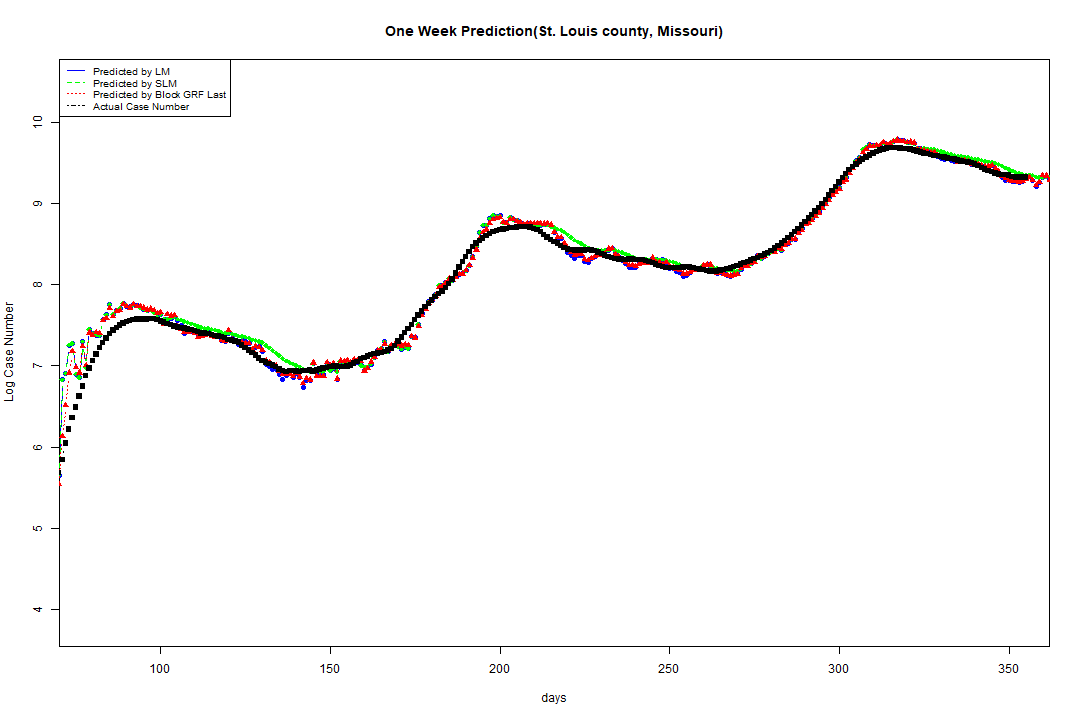 One Week Prediction(St. Louis county, Missouri)
Predicted by LM
Predicted by SLM
Predicted by Block GRF Last
Actual Case Number
10
9
8
7
6
5
4
Log Case Number
100 150 200 250 300 350
days